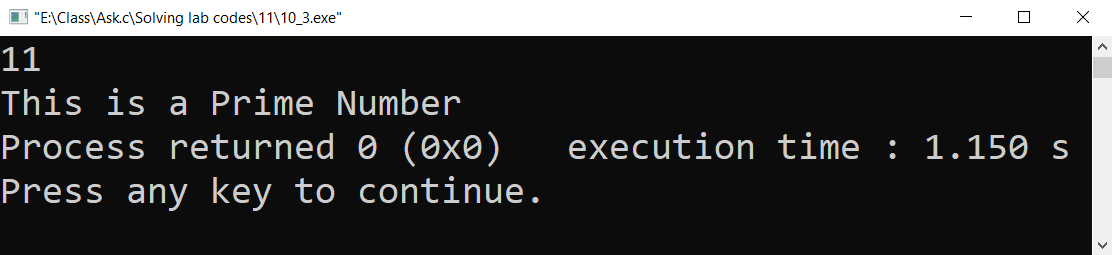 "E:\Class\Ask.c\Solving lab codes\11\10_3.exe"
11
This is a Prime Number
Process returned 0 (0x0)   execution time : 1.150 s
Press any key to continue.